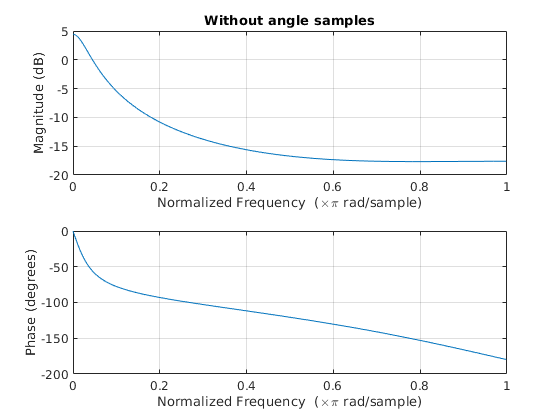 Without angle samples
Magnitude (dB)
5
0
-5
-10
-15
-20
0 0.2 0.4 0.6 0.8 1
Normalized Frequency (×π rad/sample)
Phase (degrees)
0
-50
-100
-150
-200
0 0.2 0.4 0.6 0.8 1
Normalized Frequency (×π rad/sample)